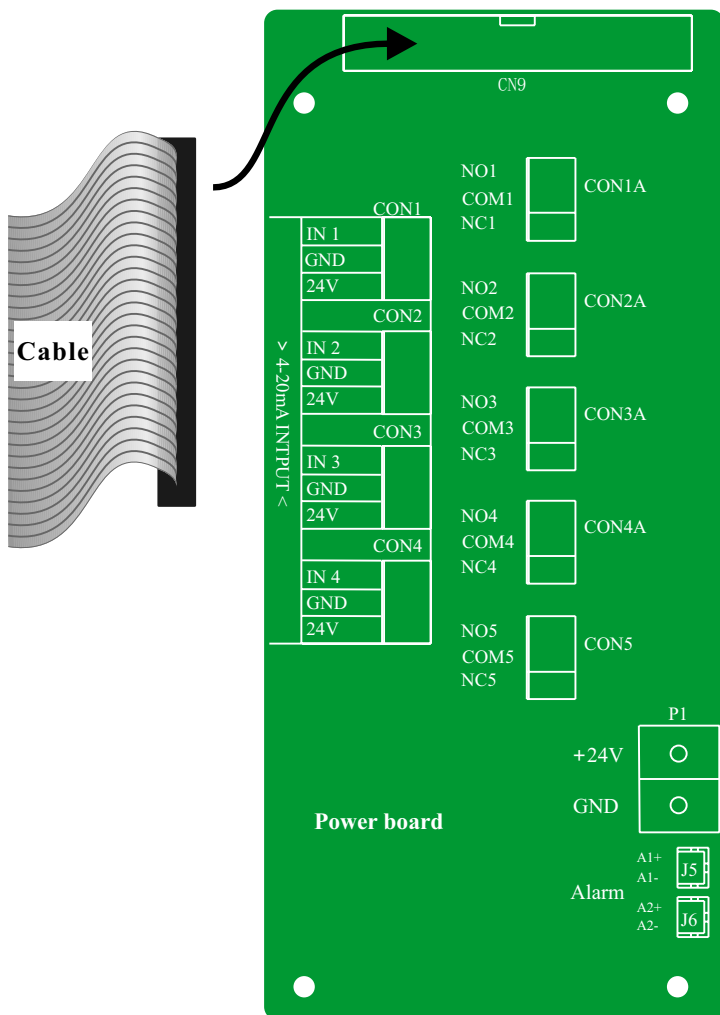 CN9
NO1
COM1
NC1
CON1A
CON1
IN 1
GND
24V
CON2
IN 2
GND
24V
CON3
IN 3
GND
24V
CON4
IN 4
GND
24V
> 4-20mA INTPUT <
Cable
NO2
COM2
NC2
CON2A
NO3
COM3
NC3
CON3A
NO4
COM4
NC4
CON4A
NO5
COM5
NC5
CON5
P1
+24V
GND
Power board
Alarm
A1+
A1-
J5
A2+
A2-
J6